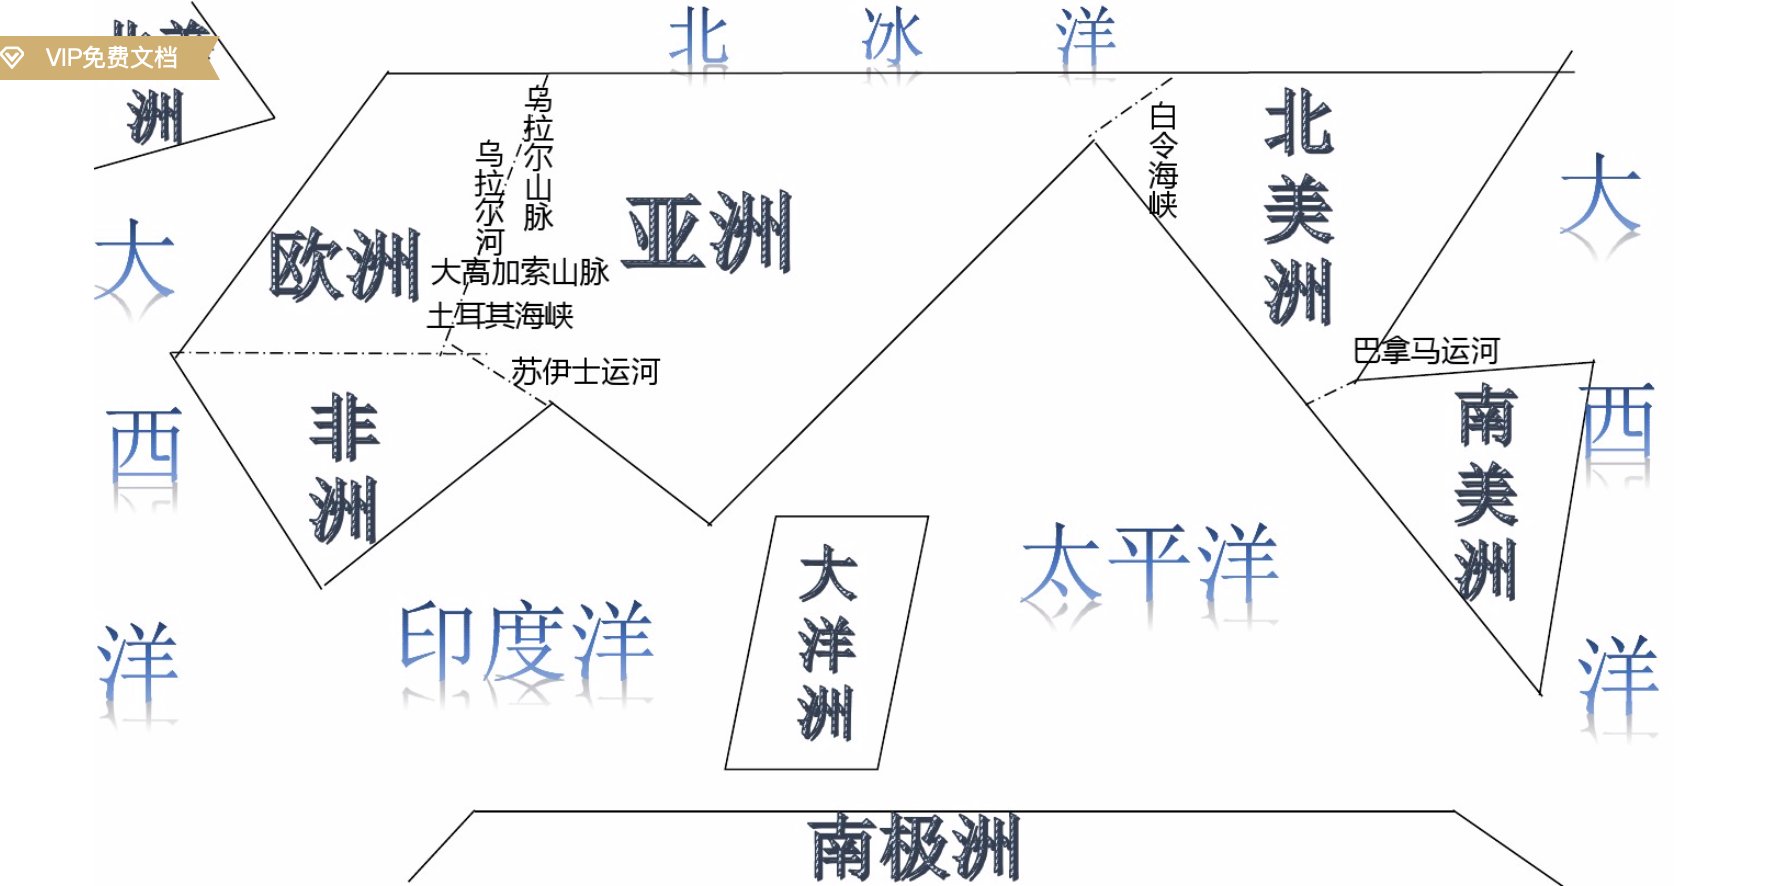 VIP免费文档
洲
北冰洋
乌拉尔山脉
乌拉尔河
白令海峡
北美洲
欧洲
亚洲
大高加索山脉
土耳其海峡
苏伊士运河
巴拿马运河
大西洋
大西洋
非洲
南美洲
大洋洲
太平洋
印度洋
南极洲